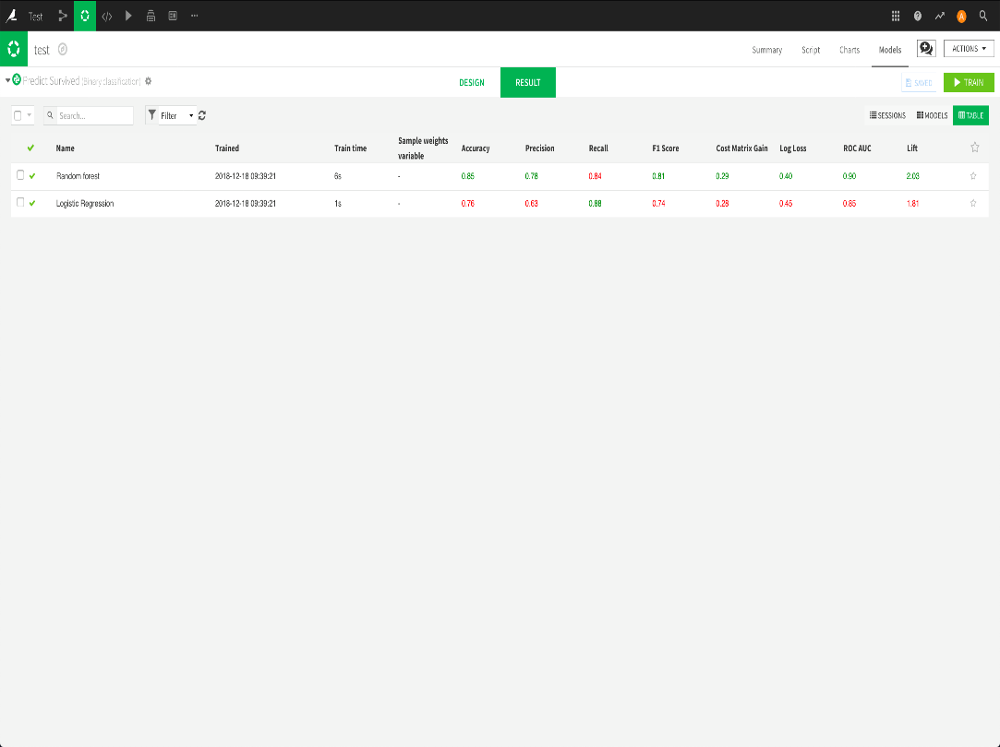 Test
test
Summary Script Charts Models ACTIONS
Predict Survived (Binary classification) DESIGN RESULT SAVED TRAIN
Search... Filter SESSIONS MODELS TABLE
Name Trained Train time Sample weights variable Accuracy Precision Recall F1 Score Cost Matrix Gain Log Loss ROC AUC Lift
Random forest 2018-12-18 09:39:21 6s - 0.85 0.78 0.84 0.81 0.29 0.40 0.90 2.03
Logistic Regression 2018-12-18 09:39:21 1s - 0.76 0.63 0.88 0.74 0.28 0.45 0.85 1.81